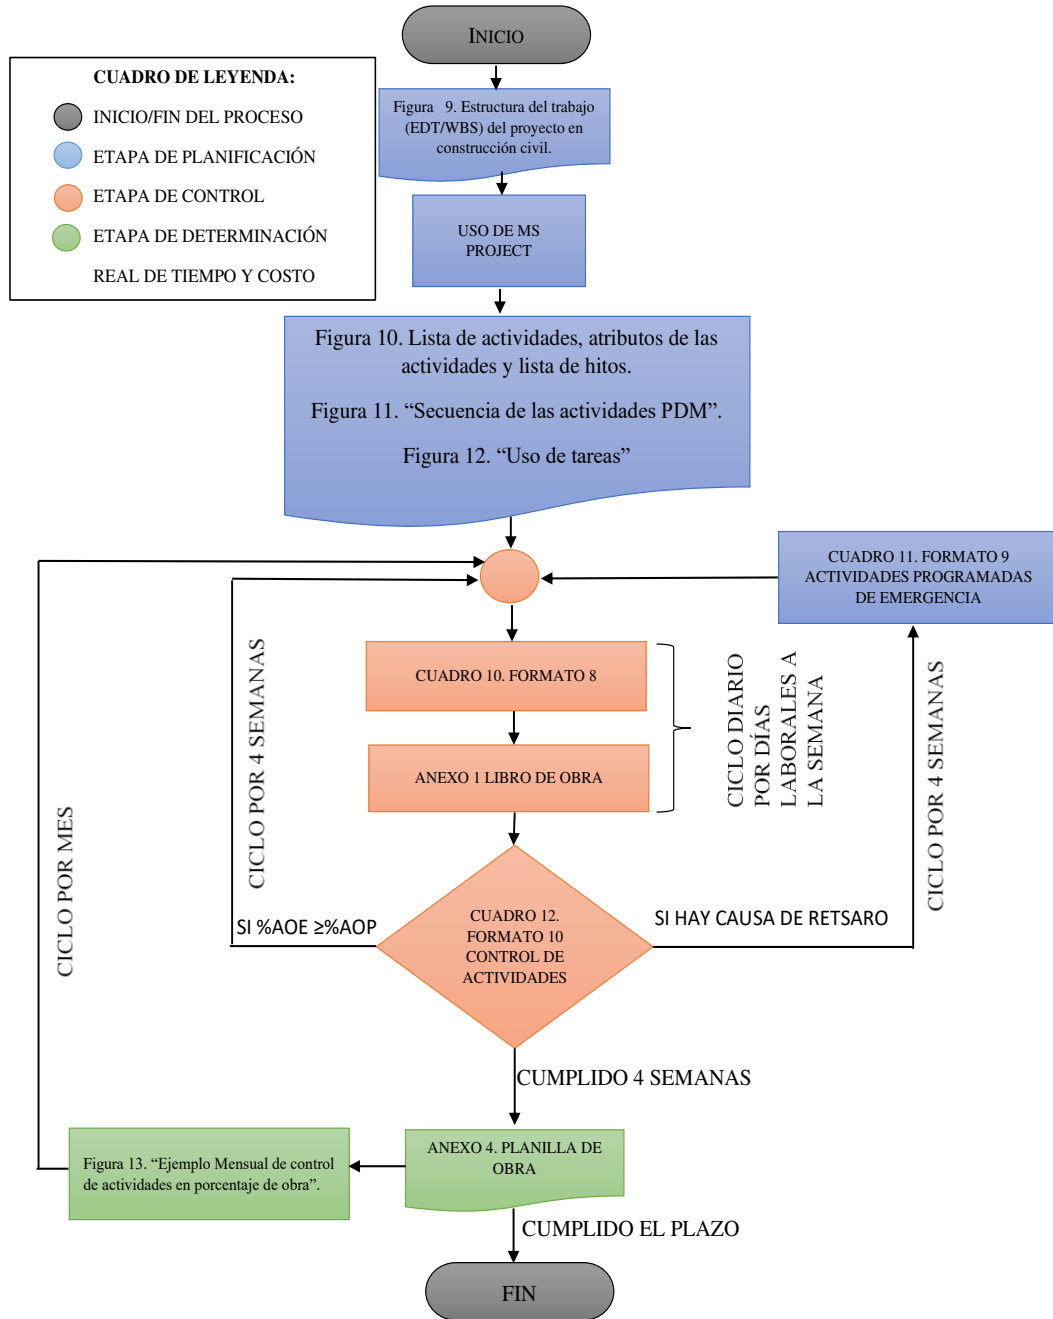 INICIO
CUADRO DE LEYENDA:
INICIO/FIN DEL PROCESO
ETAPA DE PLANIFICACIÓN
ETAPA DE CONTROL
ETAPA DE DETERMINACIÓN
REAL DE TIEMPO Y COSTO
Figura 9. Estructura del trabajo
(EDT/WBS) del proyecto en
construcción civil.
USO DE MS
PROJECT
Figura 10. Lista de actividades, atributos de las
actividades y lista de hitos.
Figura 11. “Secuencia de las actividades PDM”.
Figura 12. “Uso de tareas”
CUADRO 11. FORMATO 9
ACTIVIDADES PROGRAMADAS
DE EMERGENCIA
CUADRO 10. FORMATO 8
ANEXO 1 LIBRO DE OBRA
CICLO DIARIO
POR DÍAS
LABORALES A
LA SEMANA
CICLO POR 4 SEMANAS
CICLO POR 4 SEMANAS
CICLO POR MES
SI %AOE ≥%AOP
CUADRO 12.
FORMATO 10
CONTROL DE
ACTIVIDADES
SI HAY CAUSA DE RETSARO
CUMPLIDO 4 SEMANAS
ANEXO 4. PLANILLA DE
OBRA
Figura 13. “Ejemplo Mensual de control
de actividades en porcentaje de obra”.
CUMPLIDO EL PLAZO
FIN